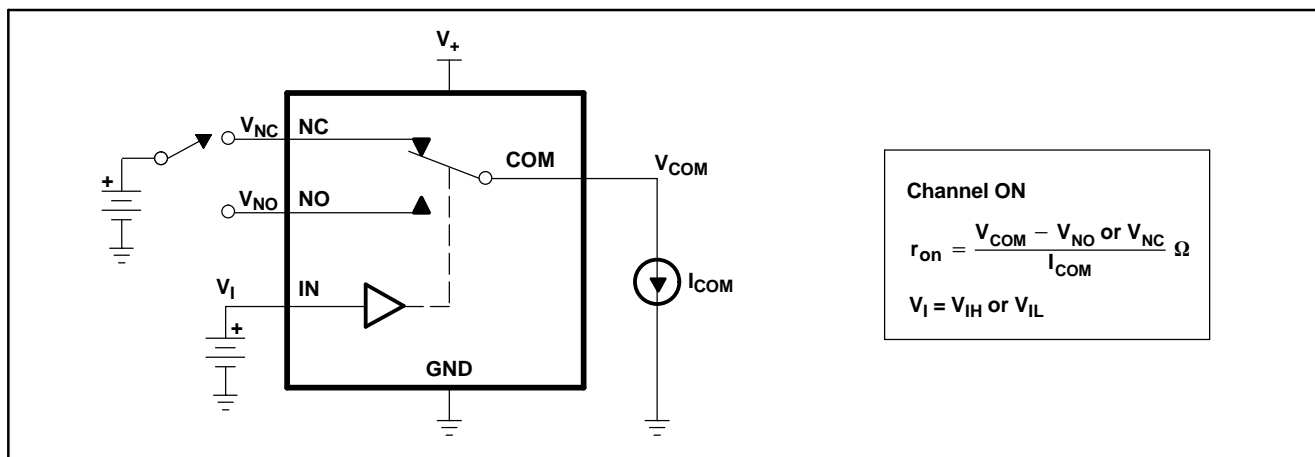 V+
VNC NC
COM
VCOM
+
VNO NO
VI IN
ICOM
+
GND
Channel ON
ron = VCOM − VNO or VNC / ICOM Ω
VI = VIH or VIL